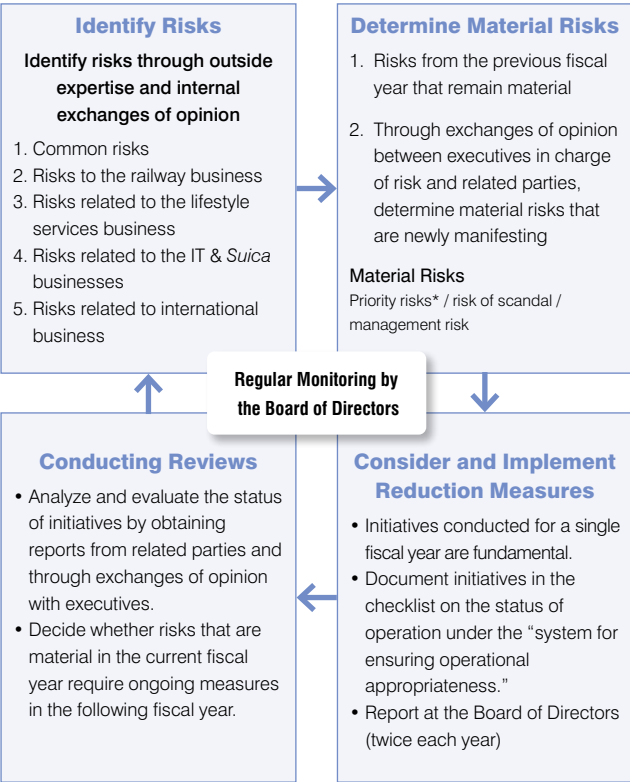 Identify Risks
Identify risks through outside
expertise and internal
exchanges of opinion
1. Common risks
2. Risks to the railway business
3. Risks related to the lifestyle
services business
4. Risks related to the IT & Suica
businesses
5. Risks related to international
business
Determine Material Risks
1. Risks from the previous fiscal
year that remain material
2. Through exchanges of opinion
between executives in charge
of risk and related parties,
determine material risks that
are newly manifesting
Material Risks
Priority risks* / risk of scandal /
management risk
Regular Monitoring by
the Board of Directors
Conducting Reviews
• Analyze and evaluate the status
of initiatives by obtaining
reports from related parties and
through exchanges of opinion
with executives.
• Decide whether risks that are
material in the current fiscal
year require ongoing measures
in the following fiscal year.
Consider and Implement
Reduction Measures
• Initiatives conducted for a single
fiscal year are fundamental.
• Document initiatives in the
checklist on the status of
operation under the “system for
ensuring operational
appropriateness.”
• Report at the Board of Directors
(twice each year)